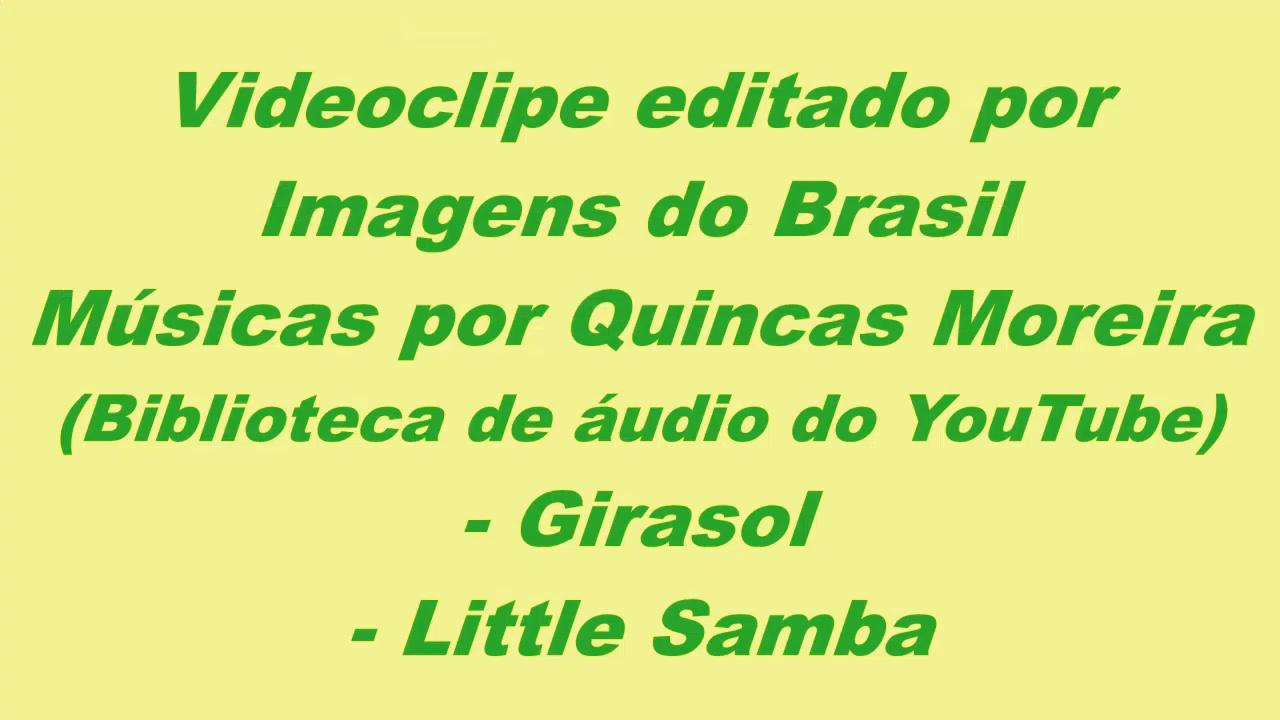 Videoclipe editado por
Imagens do Brasil
Músicas por Quincas Moreira
(Biblioteca de áudio do YouTube)
- Girasol
- Little Samba